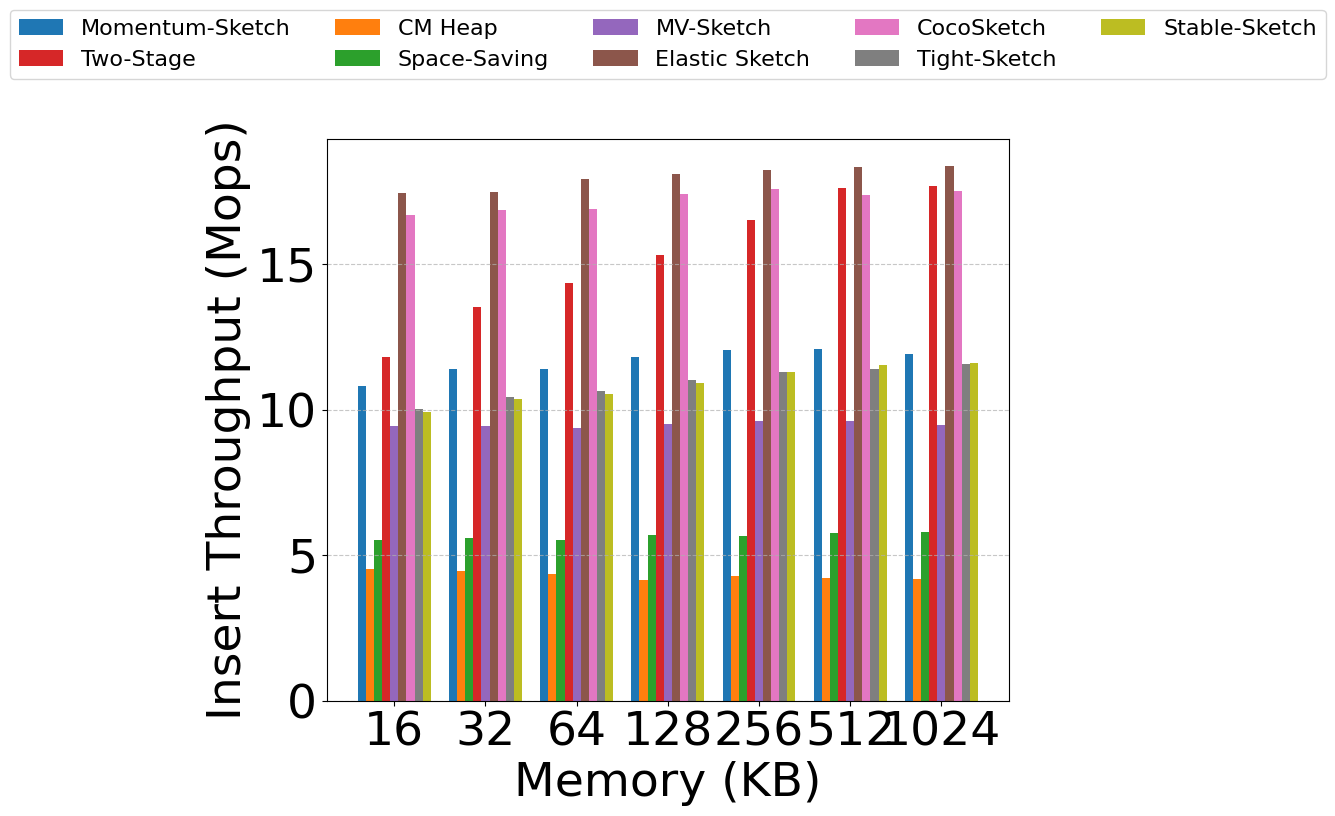 Momentum-Sketch CM Heap MV-Sketch CocoSketch Stable-Sketch
Two-Stage Space-Saving Elastic Sketch Tight-Sketch
Insert Throughput (Mops)
15
10
5
0
16 32 64 128 256 512 1024
Memory (KB)